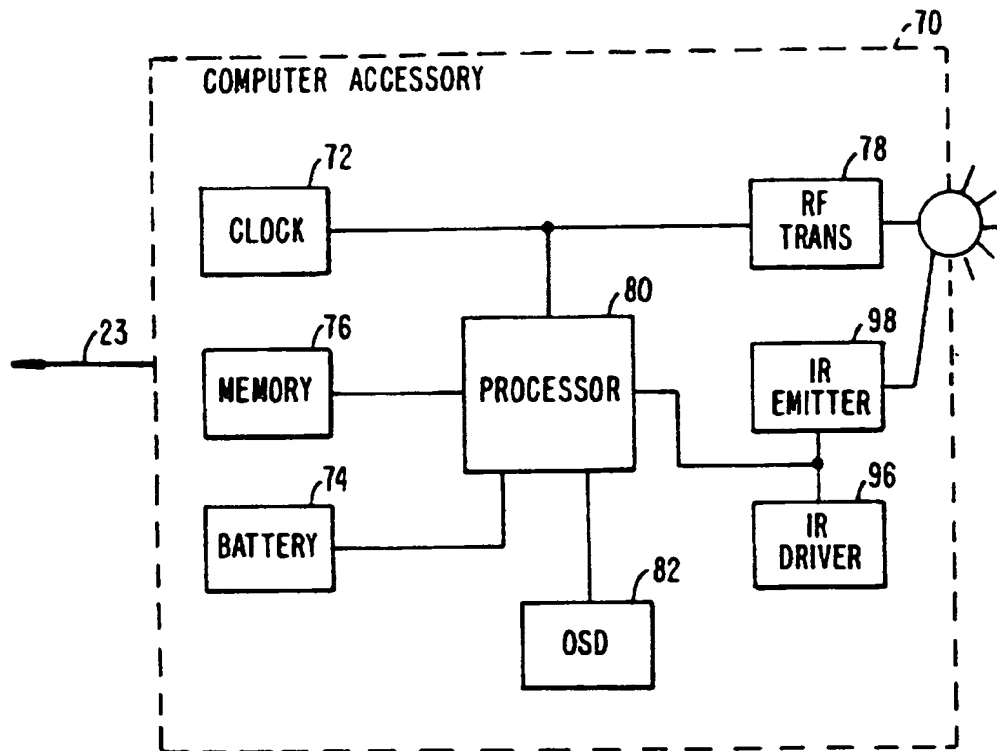 70
COMPUTER ACCESSORY
72
CLOCK
78
RF
TRANS
80
PROCESSOR
23
76
MEMORY
98
IR
EMITTER
74
BATTERY
96
IR
DRIVER
82
OSD